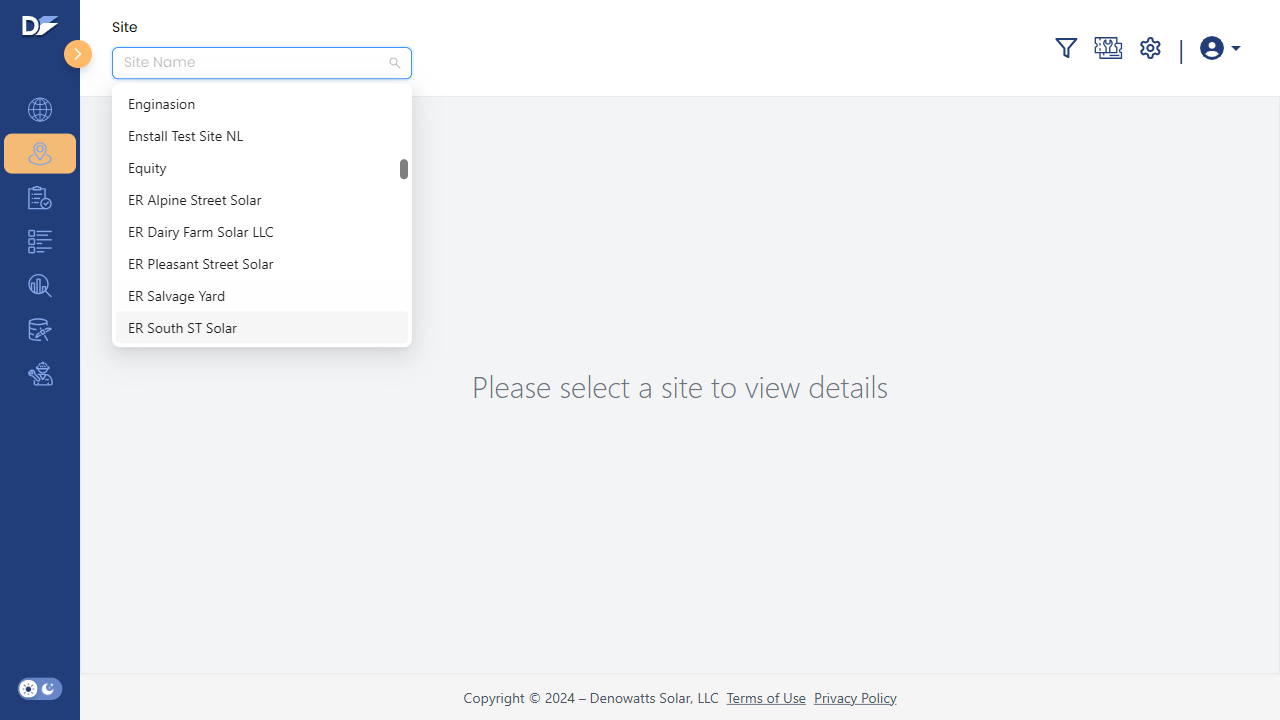 Site
Site Name
Enginasion
Enstall Test Site NL
Equity
ER Alpine Street Solar
ER Dairy Farm Solar LLC
ER Pleasant Street Solar
ER Salvage Yard
ER South ST Solar
Please select a site to view details
Copyright © 2024 – Denowatts Solar, LLC Terms of Use Privacy Policy